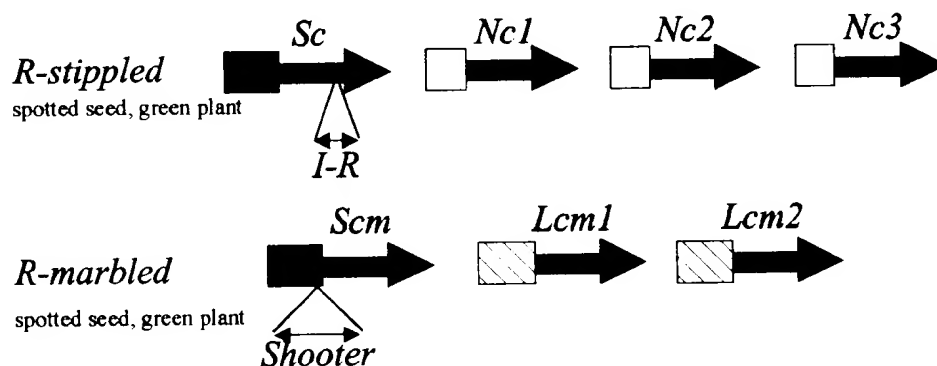 Sc Nc1 Nc2 Nc3
R-stippled
spotted seed, green plant
I-R
Scm Lcm1 Lcm2
R-marbled
spotted seed, green plant
Shooter